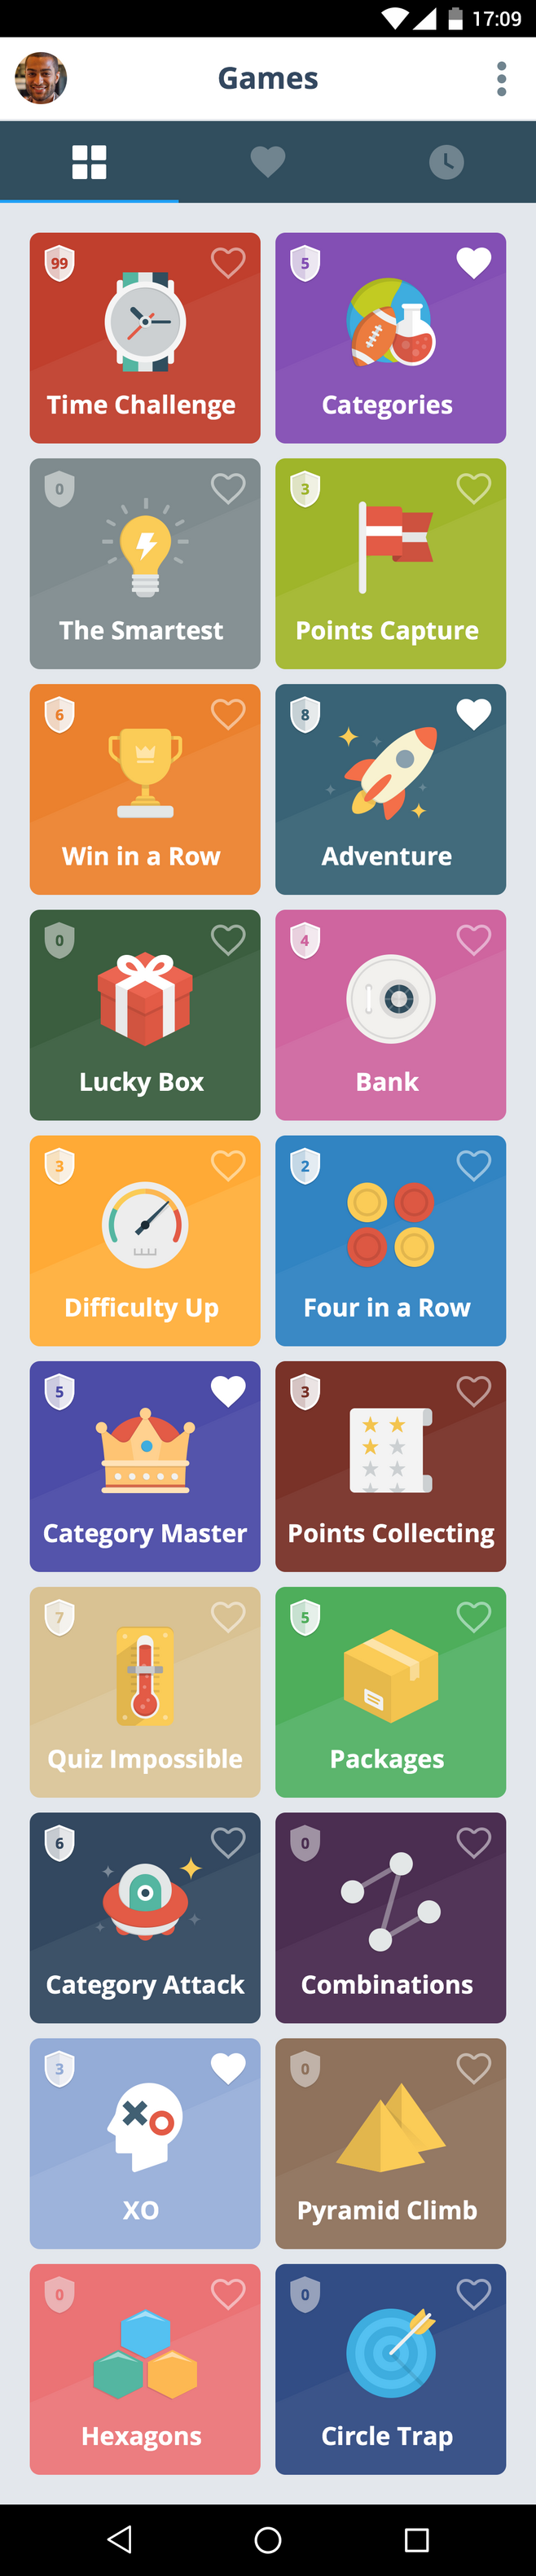 17:09
Games
99
5
Time Challenge
Categories
0
3
The Smartest
Points Capture
6
8
Win in a Row
Adventure
0
4
Lucky Box
Bank
3
2
Difficulty Up
Four in a Row
5
3
Category Master
Points Collecting
7
5
Quiz Impossible
Packages
6
0
Category Attack
Combinations
3
0
XO
Pyramid Climb
0
0
Hexagons
Circle Trap